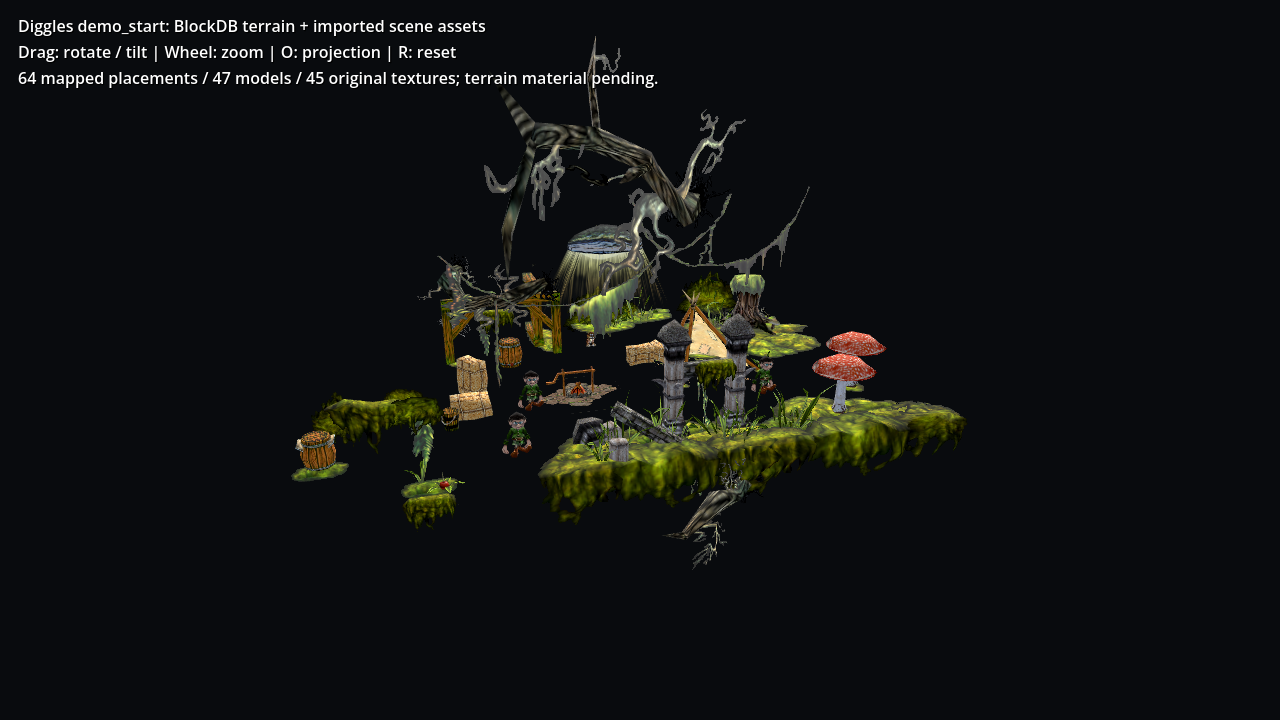 Diggles demo_start: BlockDB terrain + imported scene assets
Drag: rotate / tilt | Wheel: zoom | O: projection | R: reset
64 mapped placements / 47 models / 45 original textures; terrain material pending.